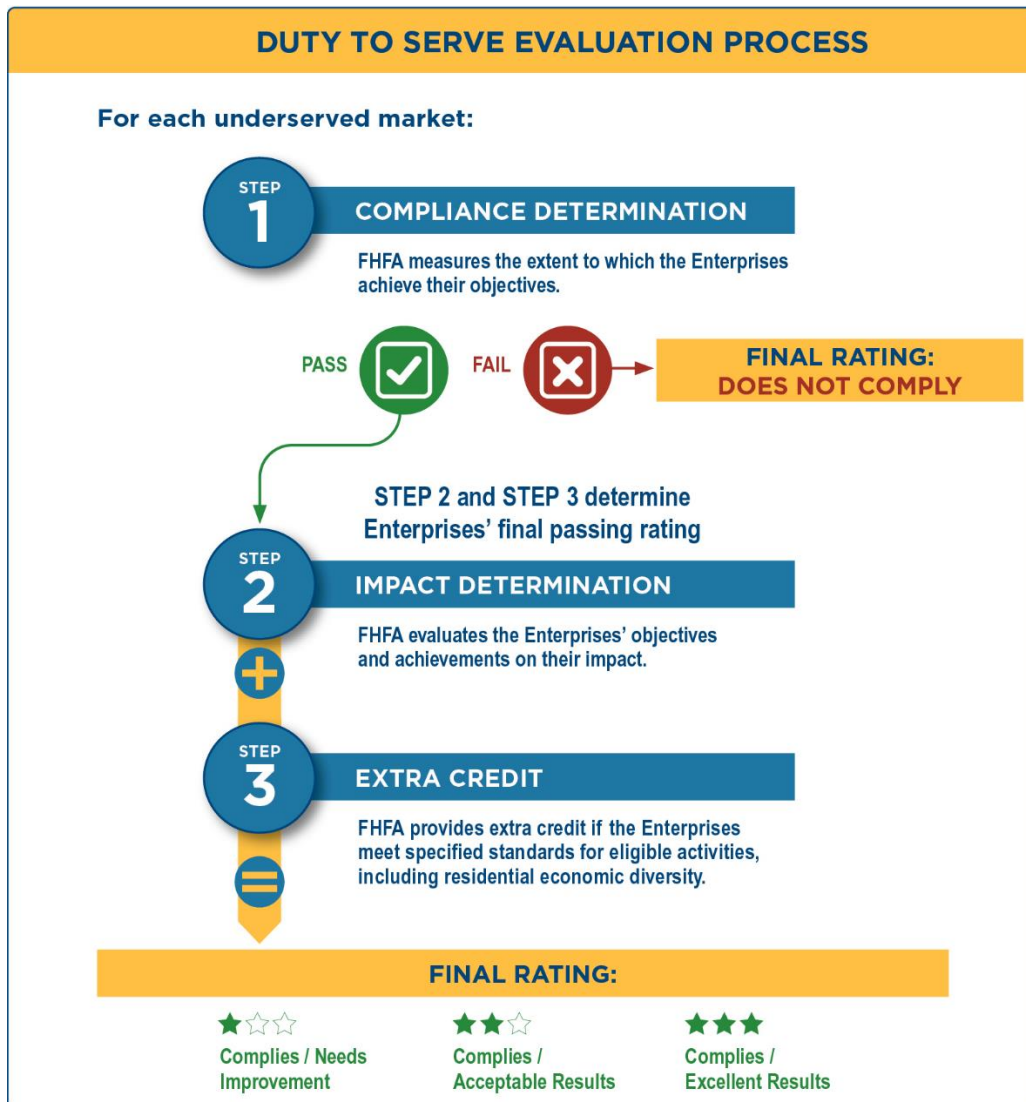 DUTY TO SERVE EVALUATION PROCESS
For each underserved market:
STEP
1
COMPLIANCE DETERMINATION
FHFA measures the extent to which the Enterprises
achieve their objectives.
PASS
FAIL
FINAL RATING:
DOES NOT COMPLY
STEP 2 and STEP 3 determine
Enterprises’ final passing rating
STEP
2
IMPACT DETERMINATION
FHFA evaluates the Enterprises’ objectives
and achievements on their impact.
+
STEP
3
EXTRA CREDIT
FHFA provides extra credit if the Enterprises
meet specified standards for eligible activities,
including residential economic diversity.
=
FINAL RATING:
★☆☆
Complies / Needs
Improvement
★★☆
Complies /
Acceptable Results
★★★
Complies /
Excellent Results